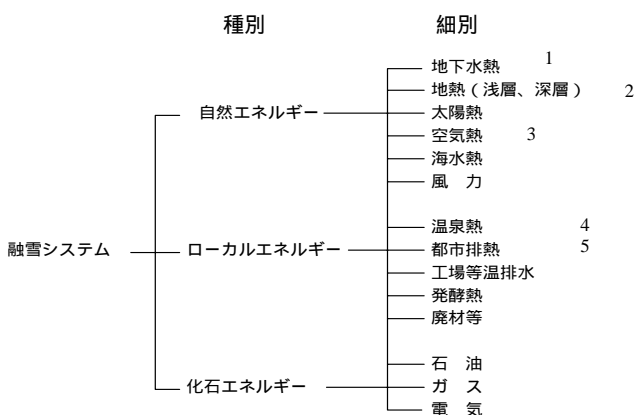 種別 細別
地下水熱 1
地熱(浅層、深層) 2
自然エネルギー 太陽熱
空気熱 3
海水熱
風 力
温泉熱 4
融雪システム ローカルエネルギー 都市排熱 5
工場等温排水
発酵熱
廃材等
石 油
化石エネルギー ガ ス
電 気